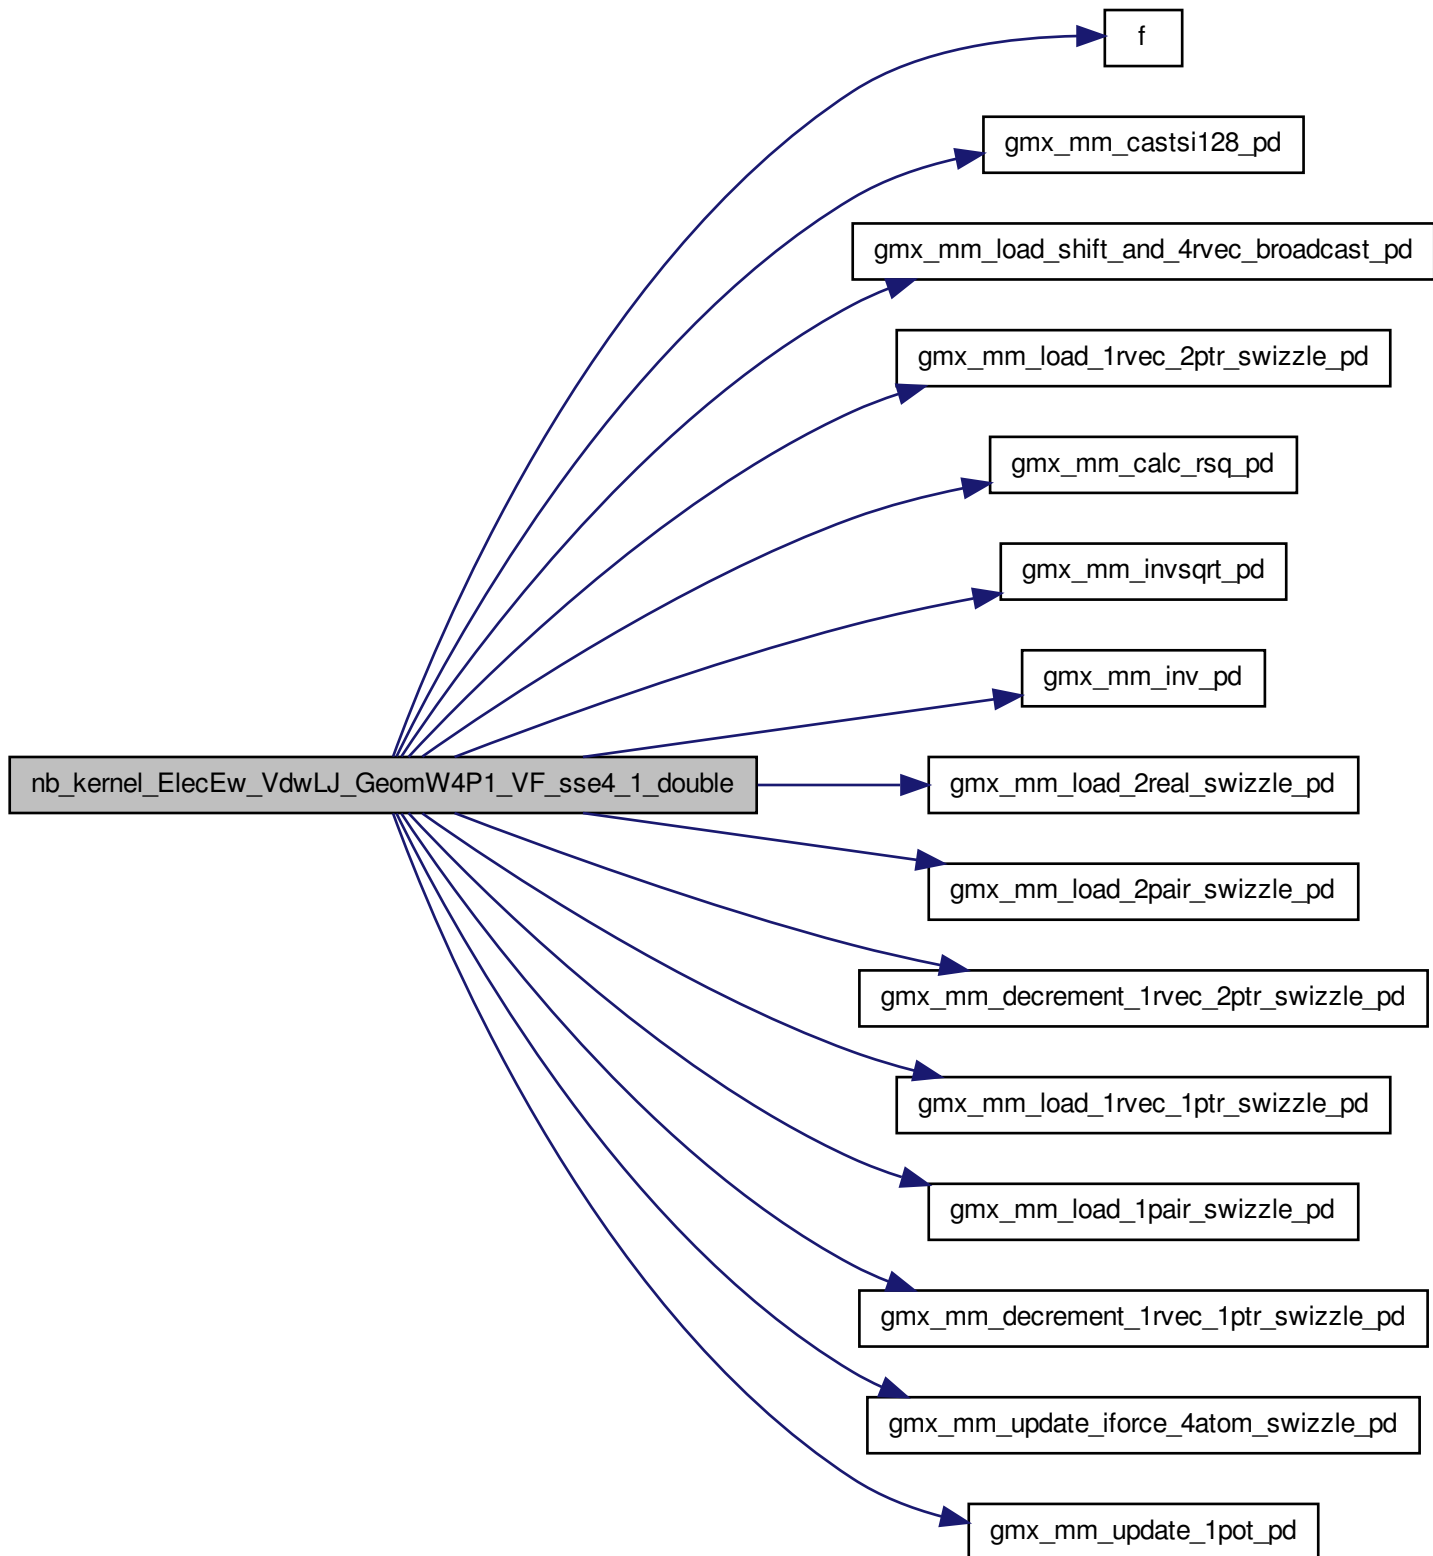 f
gmx_mm_castsi128_pd
gmx_mm_load_shift_and_4rvec_broadcast_pd
gmx_mm_load_1rvec_2ptr_swizzle_pd
gmx_mm_calc_rsq_pd
gmx_mm_invsqrt_pd
gmx_mm_inv_pd
nb_kernel_ElecEw_VdwLJ_GeomW4P1_VF_sse4_1_double
gmx_mm_load_2real_swizzle_pd
gmx_mm_load_2pair_swizzle_pd
gmx_mm_decrement_1rvec_2ptr_swizzle_pd
gmx_mm_load_1rvec_1ptr_swizzle_pd
gmx_mm_load_1pair_swizzle_pd
gmx_mm_decrement_1rvec_1ptr_swizzle_pd
gmx_mm_update_iforce_4atom_swizzle_pd
gmx_mm_update_1pot_pd